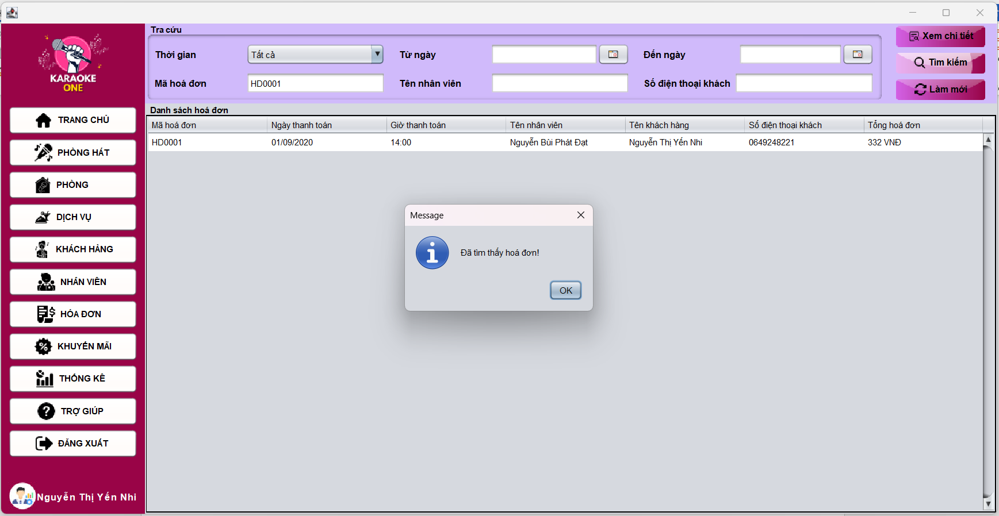 KARAOKE
ONE
TRANG CHỦ
PHÒNG HÁT
PHÒNG
DỊCH VỤ
KHÁCH HÀNG
NHÂN VIÊN
HÓA ĐƠN
KHUYẾN MÃI
THỐNG KÊ
TRỢ GIÚP
ĐĂNG XUẤT
Nguyễn Thị Yến Nhi
Tra cứu
Thời gian Tất cả Từ ngày Đến ngày
Mã hoá đơn HD0001 Tên nhân viên Số điện thoại khách
Xem chi tiết
Tìm kiếm
Làm mới
Danh sách hoá đơn
Mã hoá đơn Ngày thanh toán Giờ thanh toán Tên nhân viên Tên khách hàng Số điện thoại khách Tổng hoá đơn
HD0001 01/09/2020 14:00 Nguyễn Bùi Phát Đạt Nguyễn Thị Yến Nhi 0649248221 332 VNĐ
Message
Đã tìm thấy hoá đơn!
OK